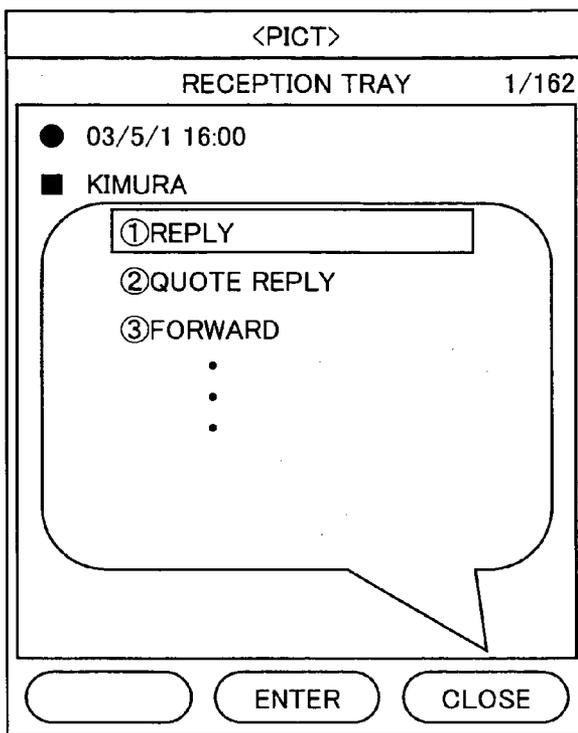 <PICT>
RECEPTION TRAY 1/162
● 03/5/1 16:00
■ KIMURA
①REPLY
②QUOTE REPLY
③FORWARD
ENTER CLOSE